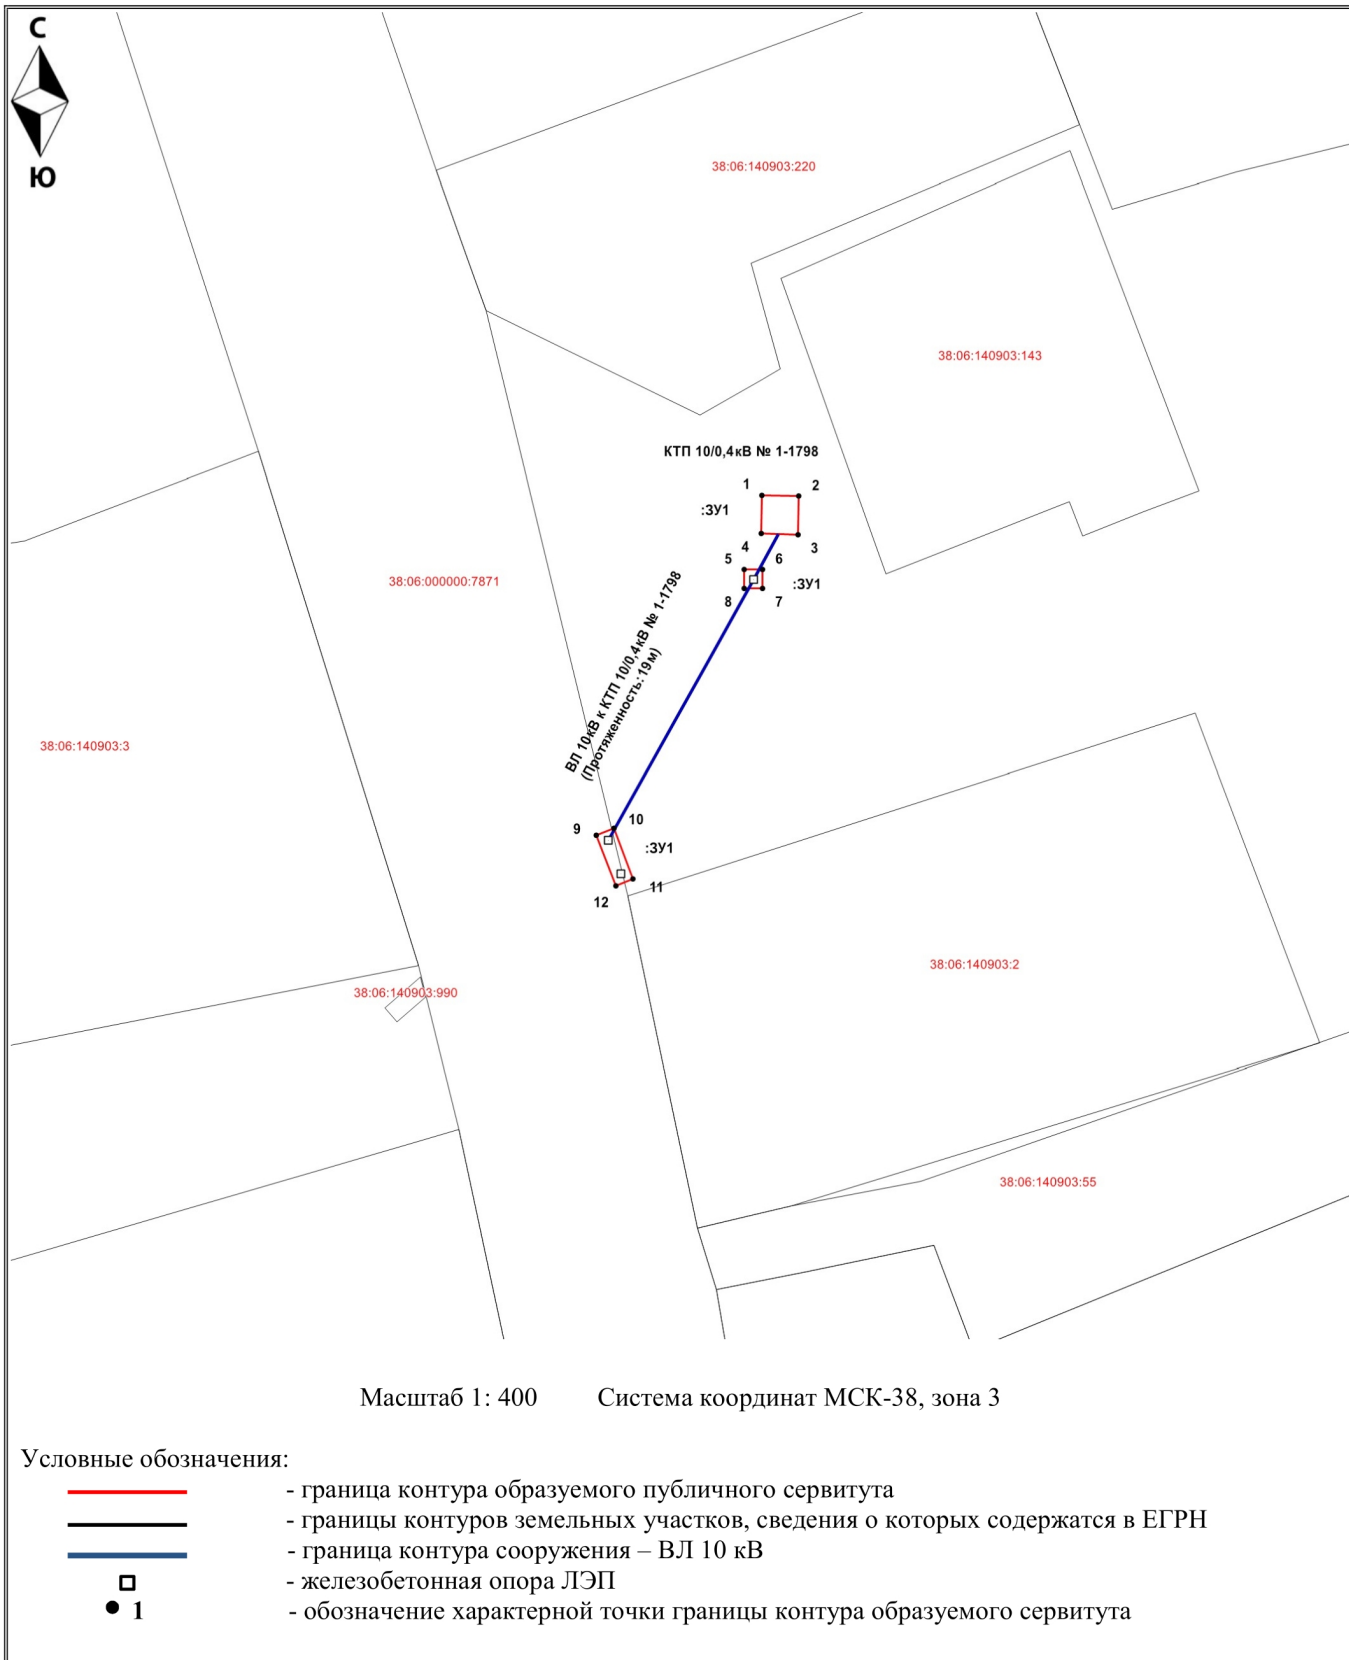 С
Ю
38:06:140903:220
38:06:140903:143
КТП 10/0,4кВ № 1-1798
1
2
:ЗУ1
4
3
5
6
:ЗУ1
8
7
38:06:000000:7871
ВЛ 10кВ к КТП 10/0,4кВ № 1-1798
(Протяженность: 19м)
38:06:140903:3
9
10
:ЗУ1
11
12
38:06:140903:2
38:06:140903:990
38:06:140903:55
Масштаб 1: 400 Система координат МСК-38, зона 3
Условные обозначения:
- граница контура образуемого публичного сервитута
- границы контуров земельных участков, сведения о которых содержатся в ЕГРН
- граница контура сооружения – ВЛ 10 кВ
- железобетонная опора ЛЭП
1 - обозначение характерной точки границы контура образуемого сервитута